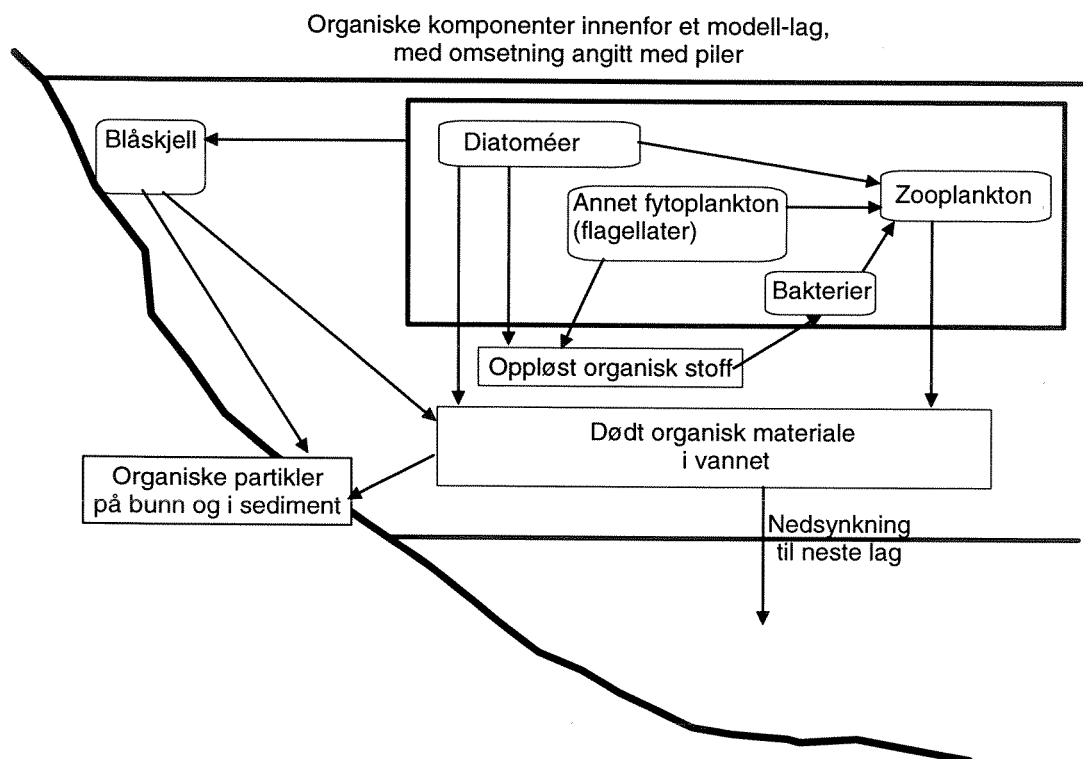 Organiske komponenter innenfor et modell-lag,
med omsetning angitt med piler
Blåskjell
Diatoméer
Annet fytoplankton
(flagellater)
Zooplankton
Bakterier
Oppløst organisk stoff
Dødt organisk materiale
i vannet
Organiske partikler
på bunn og i sediment
Nedsynkning
til neste lag